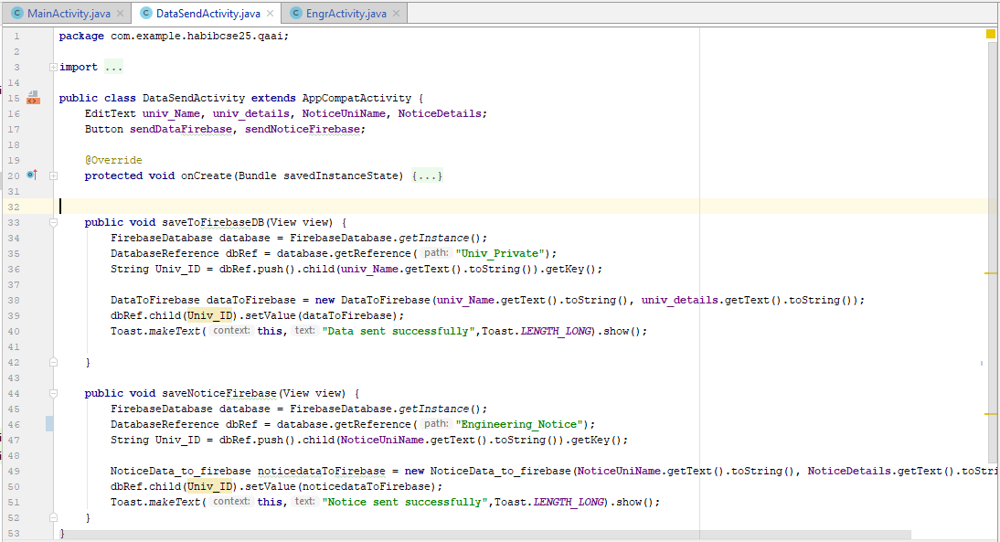 MainActivity.java × DataSendActivity.java × EngrActivity.java ×
1 package com.example.habibcse25.qaai;
2
3 import ...
14
15 public class DataSendActivity extends AppCompatActivity {
16 EditText univ_Name, univ_details, NoticeUniName, NoticeDetails;
17 Button sendDataFirebase, sendNoticeFirebase;
18
19 @Override
20 protected void onCreate(Bundle savedInstanceState) {...}
31
32
33 public void saveToFirebaseDB(View view) {
34 FirebaseDatabase database = FirebaseDatabase.getInstance();
35 DatabaseReference dbRef = database.getReference( path: "Univ_Private");
36 String Univ_ID = dbRef.push().child(univ_Name.getText().toString()).getKey();
37
38 DataToFirebase dataToFirebase = new DataToFirebase(univ_Name.getText().toString(), univ_details.getText().toString());
39 dbRef.child(Univ_ID).setValue(dataToFirebase);
40 Toast.makeText( context: this, text: "Data sent successfully",Toast.LENGTH_LONG).show();
41
42 }
43
44 public void saveNoticeFirebase(View view) {
45 FirebaseDatabase database = FirebaseDatabase.getInstance();
46 DatabaseReference dbRef = database.getReference( path: "Engineering_Notice");
47 String Univ_ID = dbRef.push().child(NoticeUniName.getText().toString()).getKey();
48
49 NoticeData_to_firebase noticedataToFirebase = new NoticeData_to_firebase(NoticeUniName.getText().toString(), NoticeDetails.getText().toStri
50 dbRef.child(Univ_ID).setValue(noticedataToFirebase);
51 Toast.makeText( context: this, text: "Notice sent successfully",Toast.LENGTH_LONG).show();
52 }
53 }